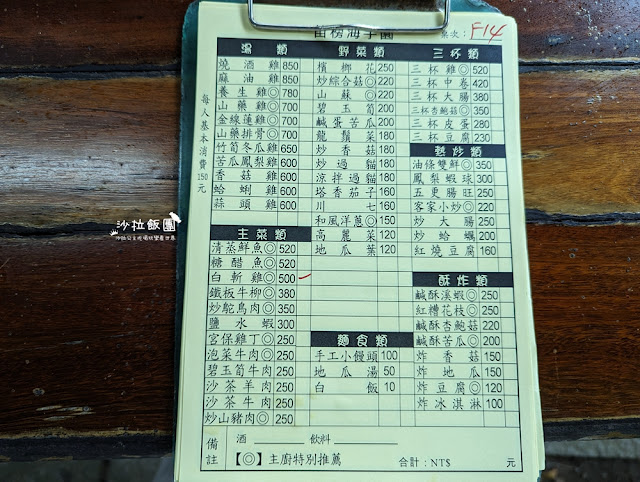 桌次： F14
湯類
燒酒雞 850
麻油雞 850
養生雞◎ 780
山藥雞◎ 700
金線蓮雞◎ 700
山藥排骨◎ 700
竹筍冬瓜雞 600
苦瓜鳳梨雞 600
香菇雞 600
蛤蜊雞 600
蒜頭雞 600
主菜類
清蒸鮮魚◎ 520
糖醋魚◎ 520
白斬雞◎ 500
鐵板牛柳◎ 380
炒鴕鳥肉◎ 350
鹽水蝦 300
宮保雞丁◎ 250
泡菜牛肉◎ 250
碧玉筍牛肉 250
沙茶羊肉 250
沙茶牛肉 250
炒山豬肉◎ 250
野菜類
檳榔花 250
炒綜合菇◎ 220
山蘇◎ 220
碧玉筍 200
鹹蛋苦瓜 200
龍鬚菜 180
炒香菇 180
炒過貓 180
涼拌過貓 180
塔香茄子 160
川七 160
和風洋蔥◎ 150
高麗菜 120
地瓜葉 120
麵食類
手工小饅頭 100
地瓜湯 50
白飯 10
三杯類
三杯雞◎ 520
三杯中卷 420
三杯大腸 380
三杯杏鮑菇◎ 350
三杯皮蛋 280
三杯豆腐 230
熱炒類
油條雙鮮◎ 350
鳳梨蝦球 300
五更腸旺 250
客家小炒◎ 220
炒大腸 250
炒蛤蠣 200
紅燒豆腐 160
酥炸類
鹹酥溪蝦◎ 250
紅糟花枝◎ 250
鹹酥杏鮑菇 220
鹹酥苦瓜◎ 200
炸香菇 150
炸地瓜 150
炸豆腐◎ 120
炸冰淇淋 100
每人基本消費150元
備註
酒 飲料
【◎】主廚特別推薦
合計：NT$ 元
沙拉飯團